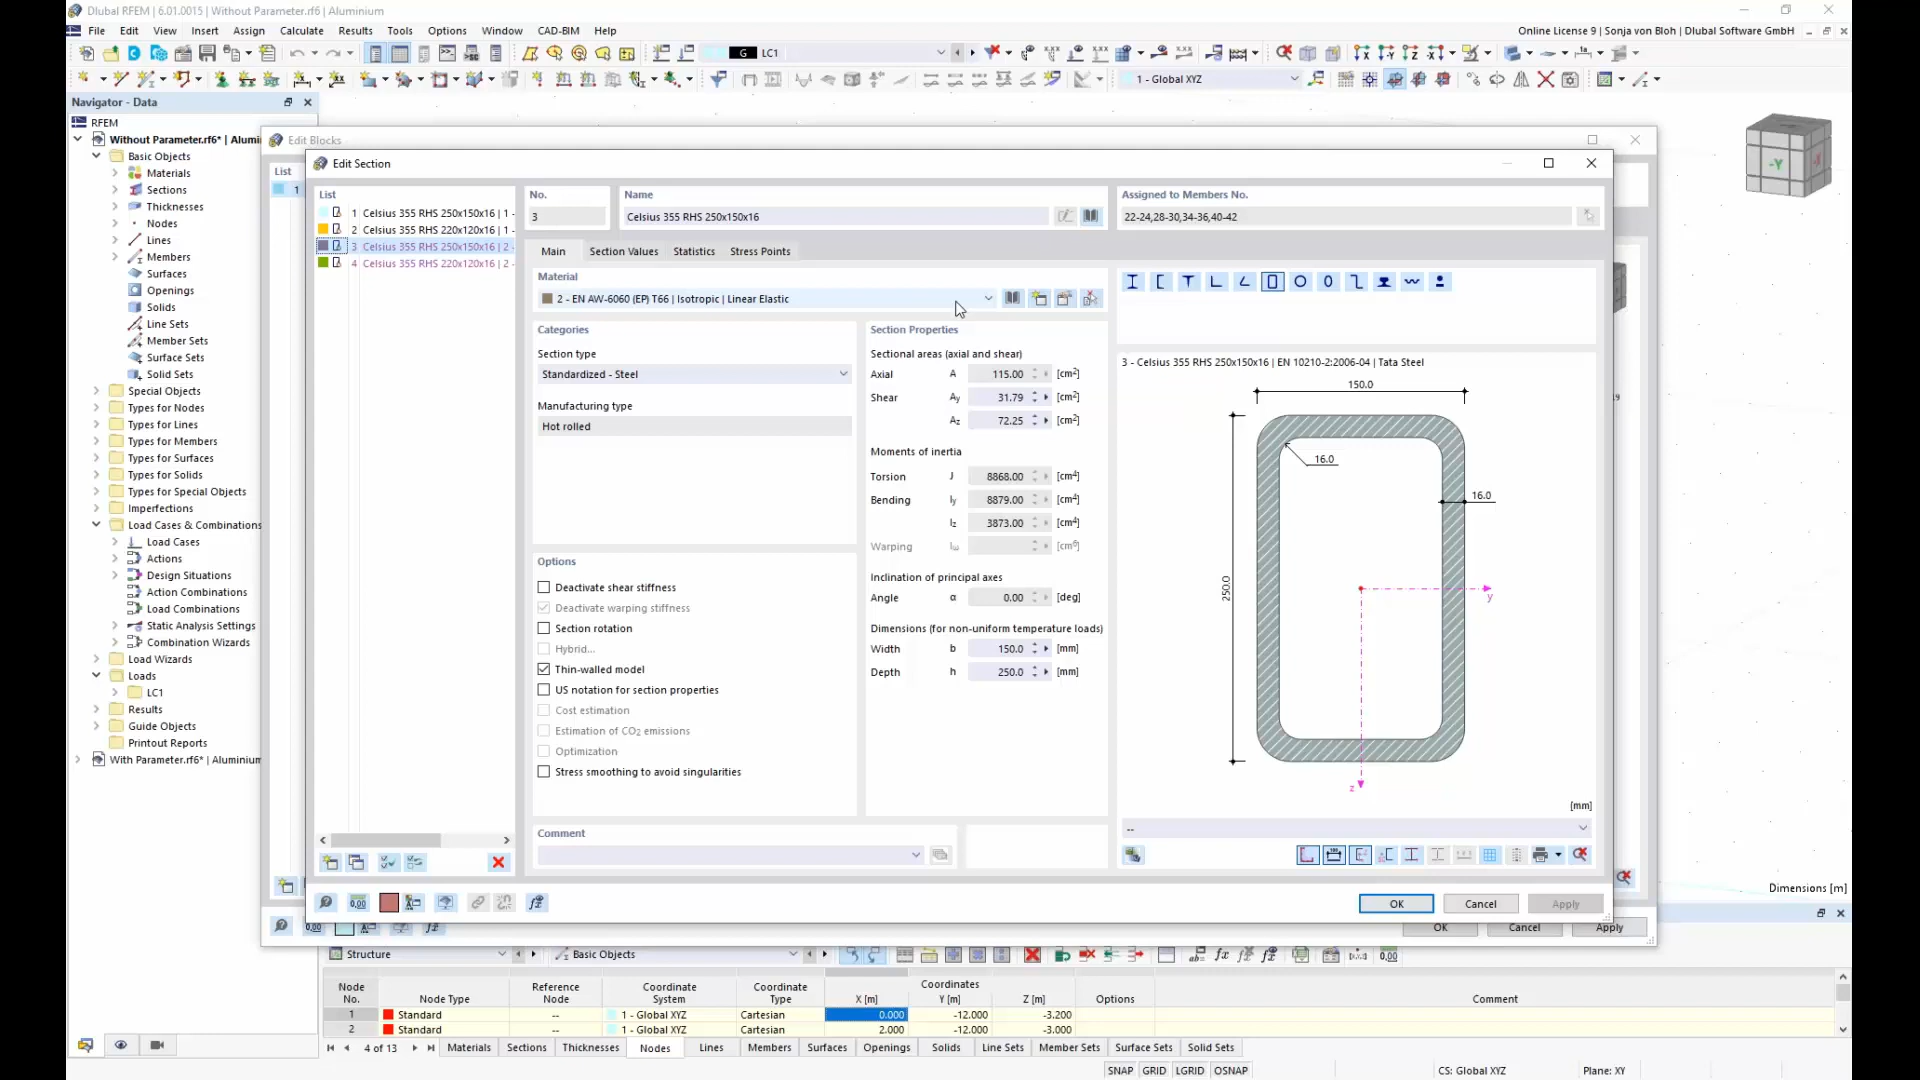 Dlubal RFEM | 6.01.0015 | Without Parameter.rf6* | Aluminium
File Edit View Insert Assign Calculate Results Tools Options Window CAD-BIM Help
Online License 9 | Sonja von Bloh | Dlubal Software GmbH
G LC1
1 - Global XYZ
Navigator - Data
RFEM
Without Parameter.rf6* | Alumi
Basic Objects
Materials
Sections
Thicknesses
Nodes
Lines
Members
Surfaces
Openings
Solids
Line Sets
Member Sets
Surface Sets
Solid Sets
Special Objects
Types for Nodes
Types for Lines
Types for Members
Types for Surfaces
Types for Solids
Types for Special Objects
Imperfections
Load Cases & Combinations
Load Cases
Actions
Design Situations
Action Combinations
Load Combinations
Static Analysis Settings
Combination Wizards
Load Wizards
Loads
LC1
Results
Guide Objects
Printout Reports
With Parameter.rf6* | Aluminium
Edit Blocks
List
1
Edit Section
List
1 Celsius 355 RHS 250x150x16 | 1 -
2 Celsius 355 RHS 220x120x16 | 1 -
3 Celsius 355 RHS 250x150x16 | 2 -
4 Celsius 355 RHS 220x120x16 | 2 -
No.
3
Name
Celsius 355 RHS 250x150x16
Assigned to Members No.
22-24,28-30,34-36,40-42
Main Section Values Statistics Stress Points
Material
2 - EN AW-6060 (EP) T66 | Isotropic | Linear Elastic
Categories
Section type
Standardized - Steel
Manufacturing type
Hot rolled
Options
Deactivate shear stiffness
Deactivate warping stiffness
Section rotation
Hybrid...
Thin-walled model
US notation for section properties
Cost estimation
Estimation of CO2 emissions
Optimization
Stress smoothing to avoid singularities
Section Properties
Sectional areas (axial and shear)
Axial A 115.00 [cm2]
Shear Ay 31.79 [cm2]
Az 72.25 [cm2]
Moments of inertia
Torsion J 8868.00 [cm4]
Bending Iy 8879.00 [cm4]
Iz 3873.00 [cm4]
Warping Iω [cm6]
Inclination of principal axes
Angle α 0.00 [deg]
Dimensions (for non-uniform temperature loads)
Width b 150.0 [mm]
Depth h 250.0 [mm]
Comment
3 - Celsius 355 RHS 250x150x16 | EN 10210-2:2006-04 | Tata Steel
150.0
16.0
16.0
250.0
y
z
[mm]
--
OK Cancel Apply
OK Cancel Apply
Dimensions [m]
Structure
Basic Objects
Node No.
Node Type
Reference Node
Coordinate System
Coordinate Type
Coordinates
X [m] Y [m] Z [m]
Options
Comment
1 Standard -- 1 - Global XYZ Cartesian 0.000 -12.000 -3.200
2 Standard -- 1 - Global XYZ Cartesian 2.000 -12.000 -3.000
4 of 13 Materials Sections Thicknesses Nodes Lines Members Surfaces Openings Solids Line Sets Member Sets Surface Sets Solid Sets
SNAP GRID LGRID OSNAP
CS: Global XYZ
Plane: XY